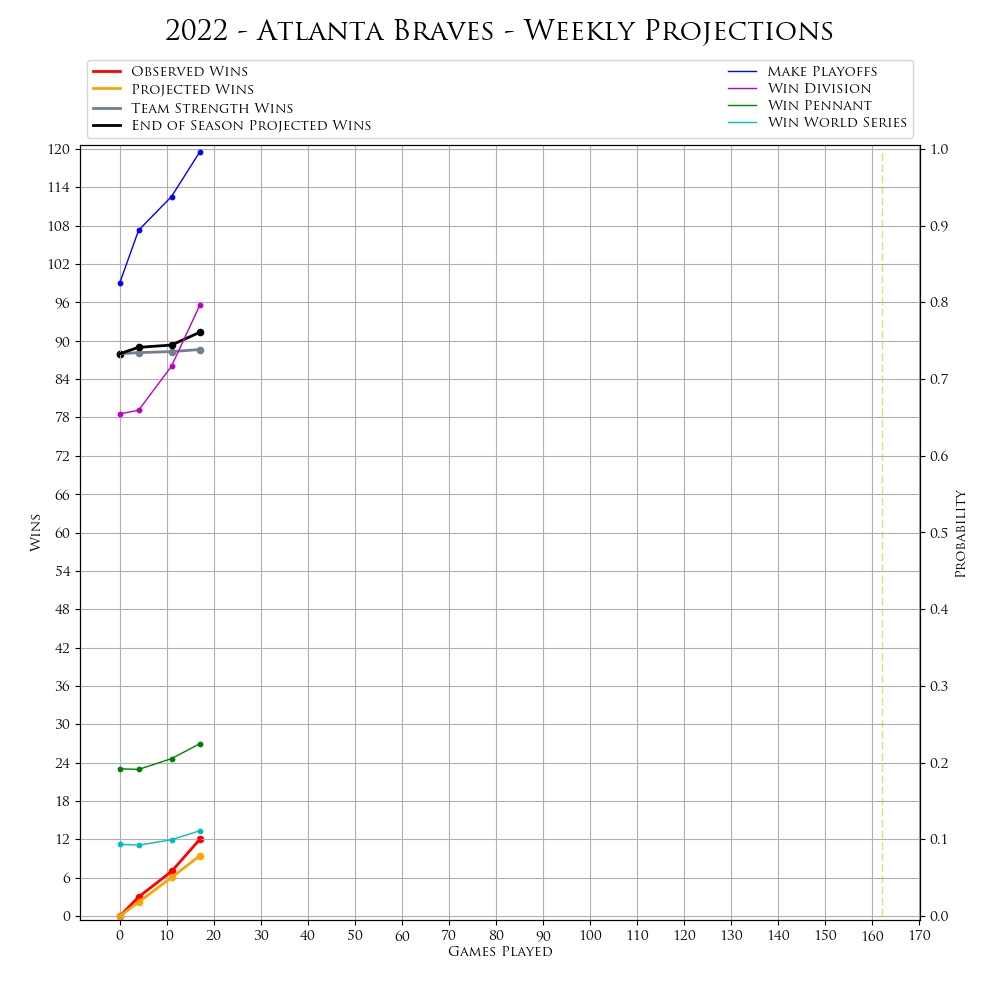 2022 - Atlanta Braves - Weekly Projections
Observed Wins
Projected Wins
Team Strength Wins
End of Season Projected Wins
Make Playoffs
Win Division
Win Pennant
Win World Series
120
114
108
102
96
90
84
78
72
66
60
54
48
42
36
30
24
18
12
6
0
Wins
1.0
0.9
0.8
0.7
0.6
0.5
0.4
0.3
0.2
0.1
0.0
Probability
0 10 20 30 40 50 60 70 80 90 100 110 120 130 140 150 160 170
Games Played